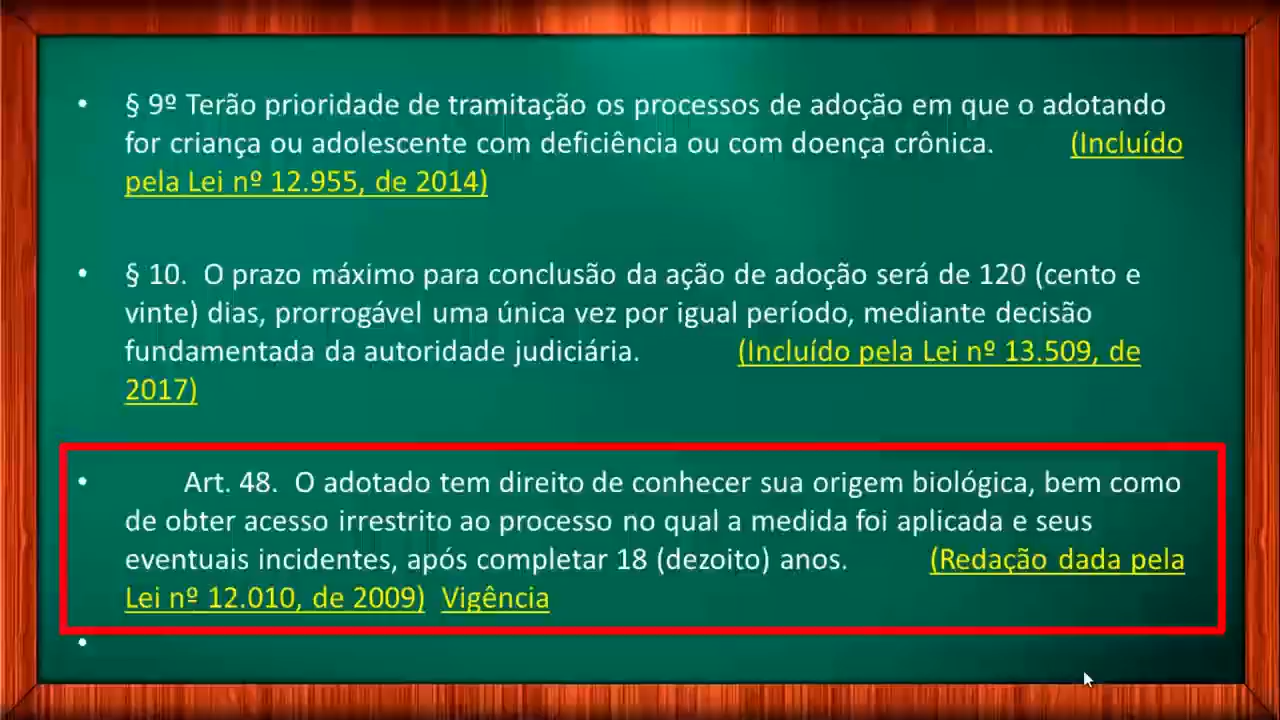 • § 9º Terão prioridade de tramitação os processos de adoção em que o adotando
for criança ou adolescente com deficiência ou com doença crônica. (Incluído
pela Lei nº 12.955, de 2014)
• § 10. O prazo máximo para conclusão da ação de adoção será de 120 (cento e
vinte) dias, prorrogável uma única vez por igual período, mediante decisão
fundamentada da autoridade judiciária. (Incluído pela Lei nº 13.509, de
2017)
• Art. 48. O adotado tem direito de conhecer sua origem biológica, bem como
de obter acesso irrestrito ao processo no qual a medida foi aplicada e seus
eventuais incidentes, após completar 18 (dezoito) anos. (Redação dada pela
Lei nº 12.010, de 2009) Vigência
•